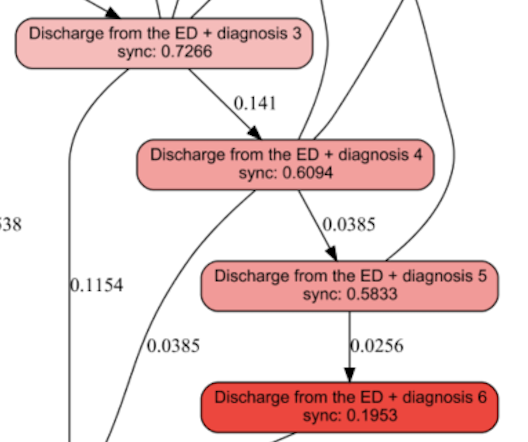 Discharge from the ED + diagnosis 3
sync: 0.7266
0.141
Discharge from the ED + diagnosis 4
sync: 0.6094
38
0.0385
Discharge from the ED + diagnosis 5
sync: 0.5833
0.1154
0.0385
0.0256
Discharge from the ED + diagnosis 6
sync: 0.1953